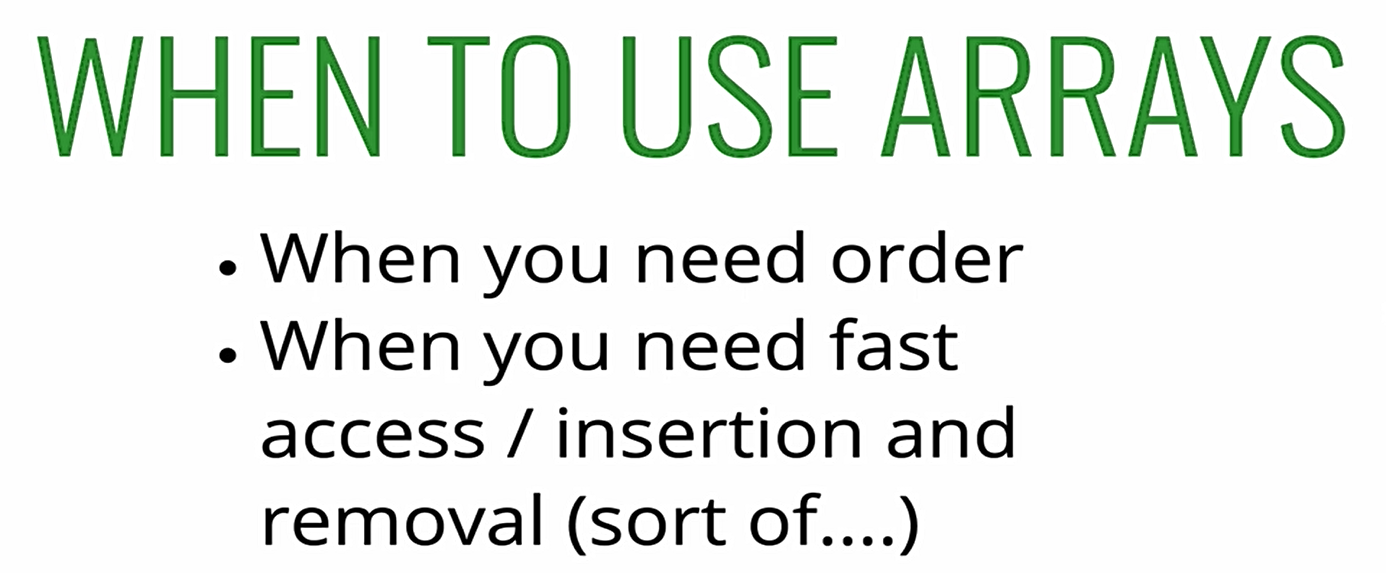 WHEN TO USE ARRAYS
• When you need order
• When you need fast
access / insertion and
removal (sort of....)